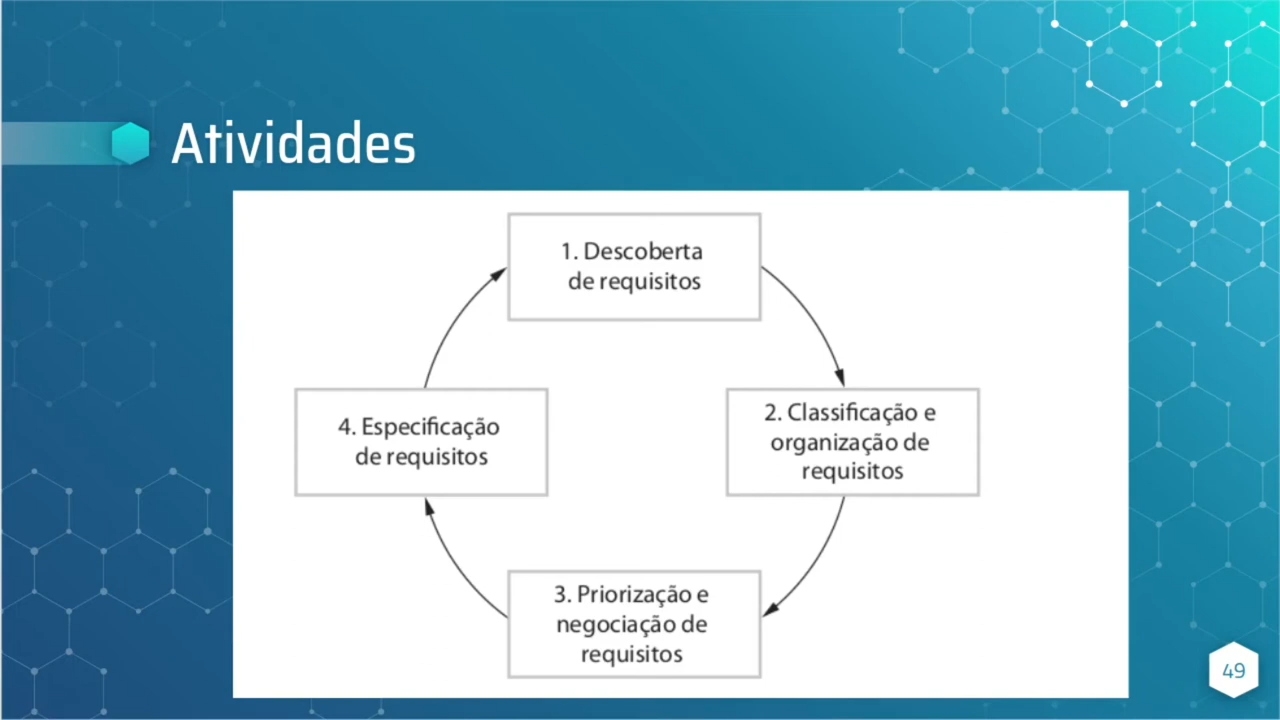 Atividades
1. Descoberta
de requisitos
2. Classificação e
organização de
requisitos
3. Priorização e
negociação de
requisitos
4. Especificação
de requisitos
49